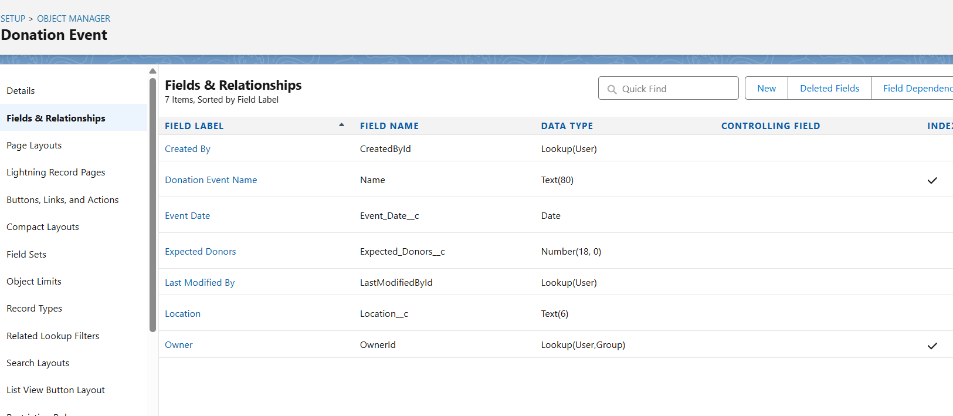 SETUP > OBJECT MANAGER
Donation Event
Details
Fields & Relationships
Page Layouts
Lightning Record Pages
Buttons, Links, and Actions
Compact Layouts
Field Sets
Object Limits
Record Types
Related Lookup Filters
Search Layouts
List View Button Layout
Fields & Relationships
7 Items, Sorted by Field Label
Quick Find
New
Deleted Fields
Field Dependenc
FIELD LABEL FIELD NAME DATA TYPE CONTROLLING FIELD INDEX
Created By CreatedById Lookup(User)
Donation Event Name Name Text(80)
Event Date Event_Date__c Date
Expected Donors Expected_Donors__c Number(18, 0)
Last Modified By LastModifiedById Lookup(User)
Location Location__c Text(6)
Owner OwnerId Lookup(User,Group)